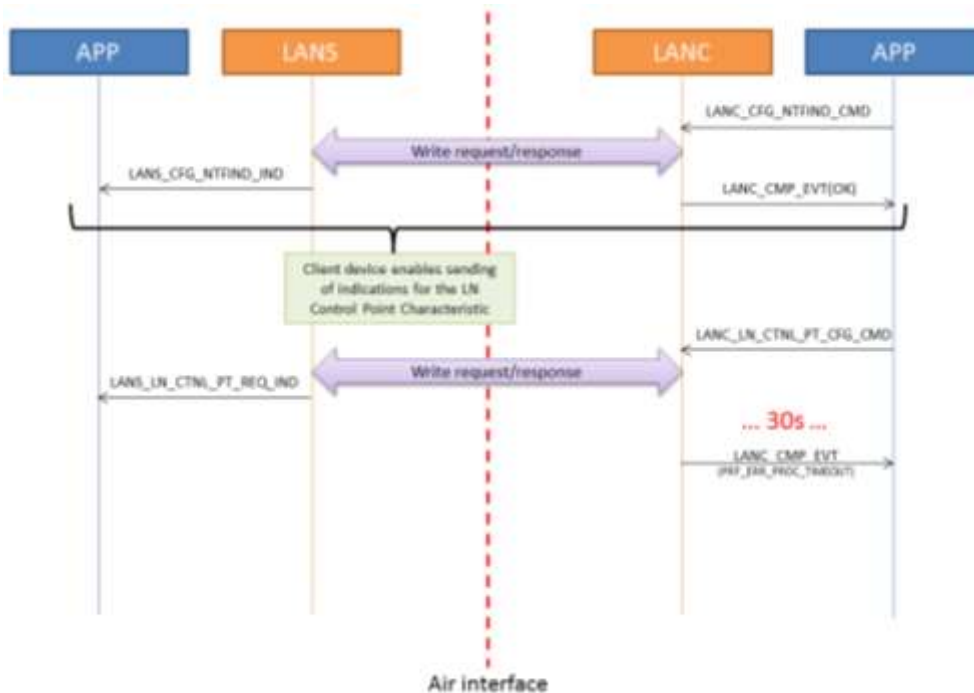 APP
LANS
LANC
APP
LANC_CFG_NTFIND_CMD
Write request/response
LANS_CFG_NTFIND_IND
LANC_CMP_EVT(OK)
Client device enables sending
of indications for the LN
Control Point Characteristic
LANC_LN_CTNL_PT_CFG_CMD
Write request/response
LANS_LN_CTNL_PT_REQ_IND
... 30s ...
LANC_CMP_EVT
(PRF_ERR_PROC_TIMEOUT)
Air interface